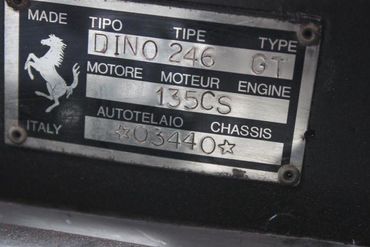 MADE TIPO TIPE TYPE
DINO 246 GT
MOTORE MOTEUR ENGINE
135CS
AUTOTELAIO CHASSIS
ITALY ☆03440☆